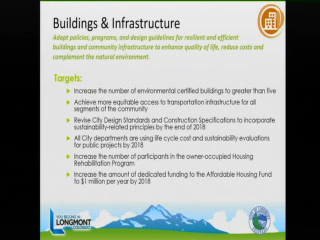 Buildings & Infrastructure
Adopt policies, programs, and design guidelines for resilient and efficient
buildings and community infrastructure to enhance quality of life, reduce costs and
complement the natural environment.
Targets:
Increase the number of environmental certified buildings to greater than five
Achieve more equitable access to transportation infrastructure for all
segments of the community
Revise City Design Standards and Construction Specifications to incorporate
sustainability-related principles by the end of 2018
All City departments are using life cycle cost and sustainability evaluations
for public projects by 2018
Increase the number of participants in the owner-occupied Housing
Rehabilitation Program
Increase the amount of dedicated funding to the Affordable Housing Fund
to $1 million per year by 2018
YOU BELONG IN
LONGMONT
COLORADO